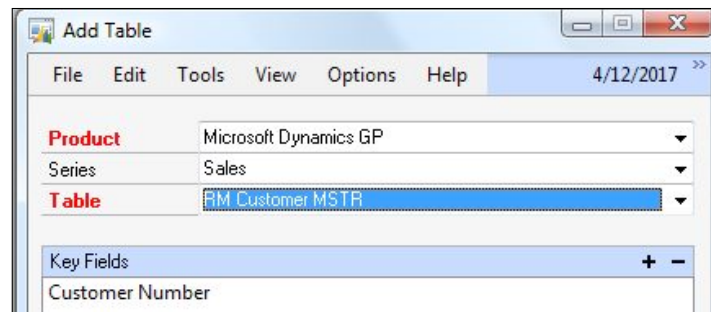 Add Table
File Edit Tools View Options Help 4/12/2017 »
Product Microsoft Dynamics GP
Series Sales
Table RM Customer MSTR
Key Fields + −
Customer Number